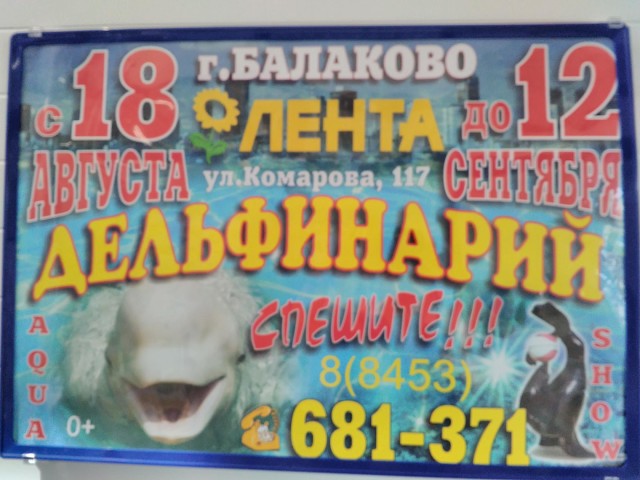 г.БАЛАКОВО
с 18 АВГУСТА
ЛЕНТА
до 12 СЕНТЯБРЯ
ул.Комарова, 117
ДЕЛЬФИНАРИЙ
СПЕШИТЕ!!!
8(8453)
681-371
AQUA
SHOW
0+